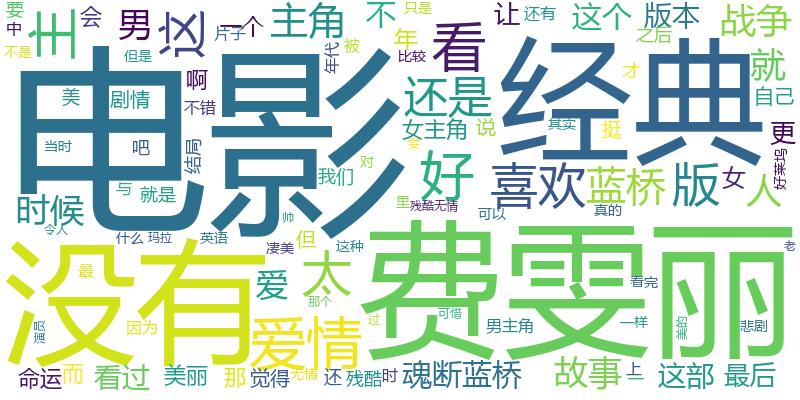 要
中
不是
会
主
但是
男
这
片子
一个
主角
不
只是
年
年代
被
比较
看
让
还有
这个
版本
之后
战争
就
才
自己
美
剧情
啊
不错
电影
还是
经典
当时
吧
结局
女主角
说
其实
挺
更
好莱坞
与
就是
我们
对
好
变
喜欢
蓝桥
版
女
人
时候
令人
什么
玛拉
英语
帅
里
残酷无情
可以
真的
凄美
但
这种
老
没有
最
爱
太
那个
费雯丽
看完
演员
因为
爱情
过
可惜
男主角
一样
美的
悲剧
命运
而
看过
美丽
那
觉得
无情
还
残酷
时
魂断蓝桥
故事
上
这部
最后